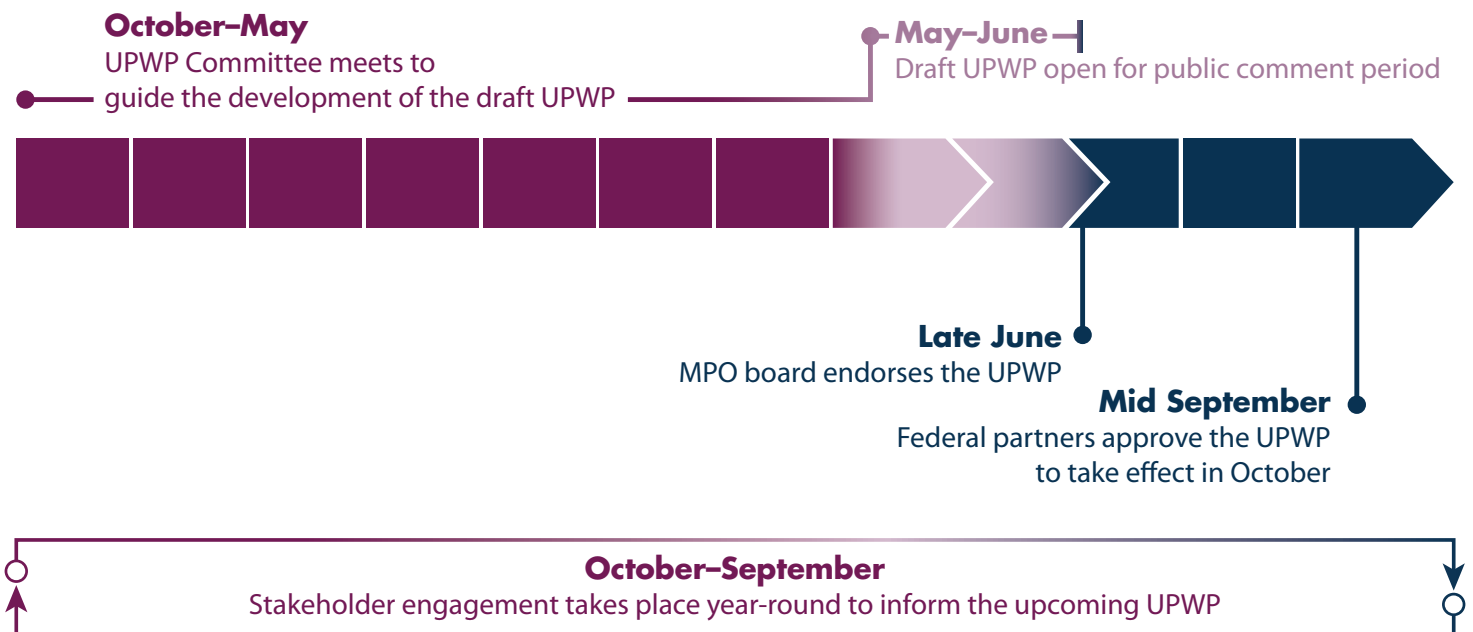 October–May
UPWP Committee meets to
guide the development of the draft UPWP
May–June
Draft UPWP open for public comment period
Late June
MPO board endorses the UPWP
Mid September
Federal partners approve the UPWP
to take effect in October
October–September
Stakeholder engagement takes place year-round to inform the upcoming UPWP